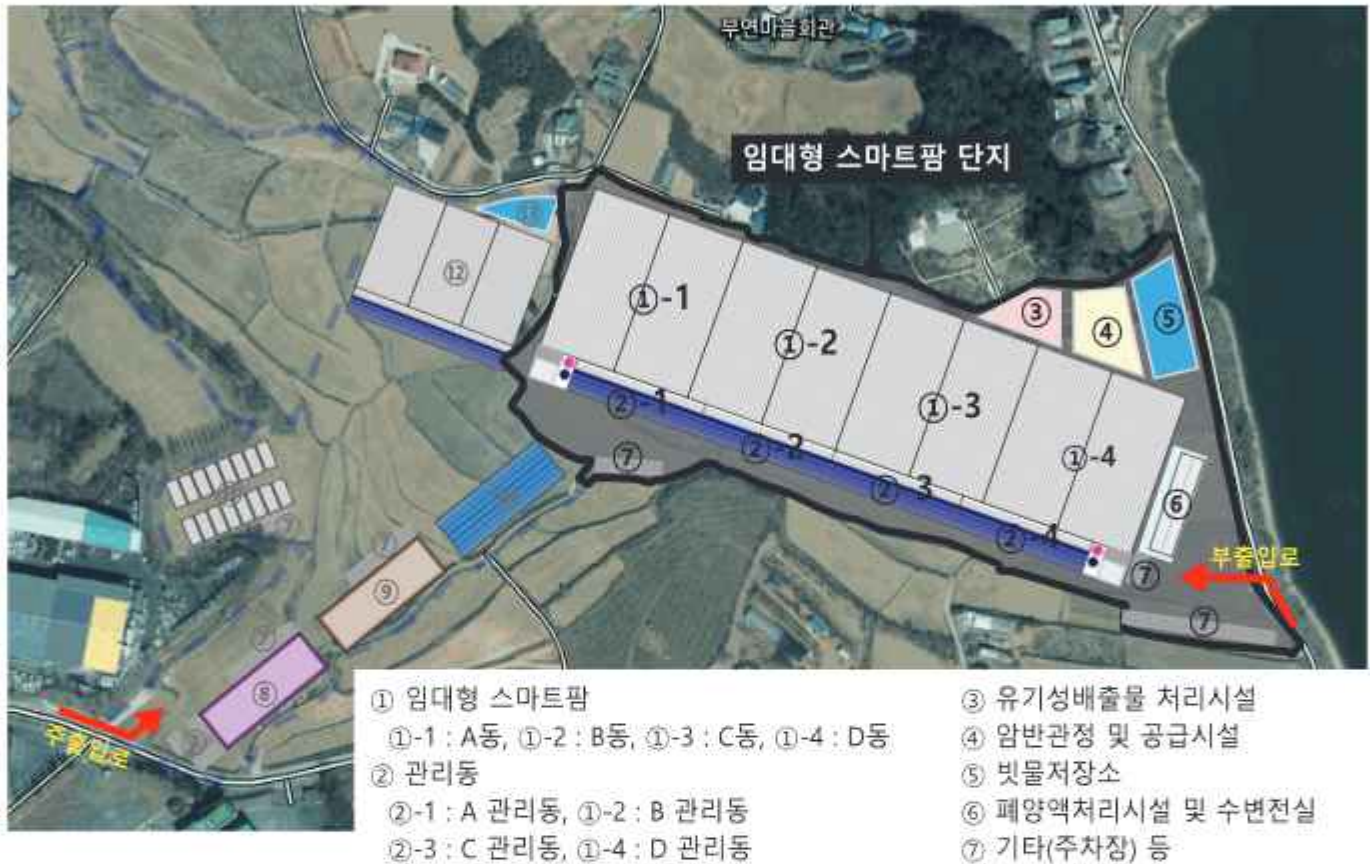 부연마을회관
임대형 스마트팜 단지
⑫
①-1
①-2
①-3
①-4
③
④
⑤
⑥
②-1
②-2
②-3
②-4
⑦
⑦
⑦
부출입로
⑨
⑧
주출입로
① 임대형 스마트팜
①-1 : A동, ①-2 : B동, ①-3 : C동, ①-4 : D동
② 관리동
②-1 : A 관리동, ①-2 : B 관리동
②-3 : C 관리동, ①-4 : D 관리동
③ 유기성배출물 처리시설
④ 암반관정 및 공급시설
⑤ 빗물저장소
⑥ 폐양액처리시설 및 수변전실
⑦ 기타(주차장) 등